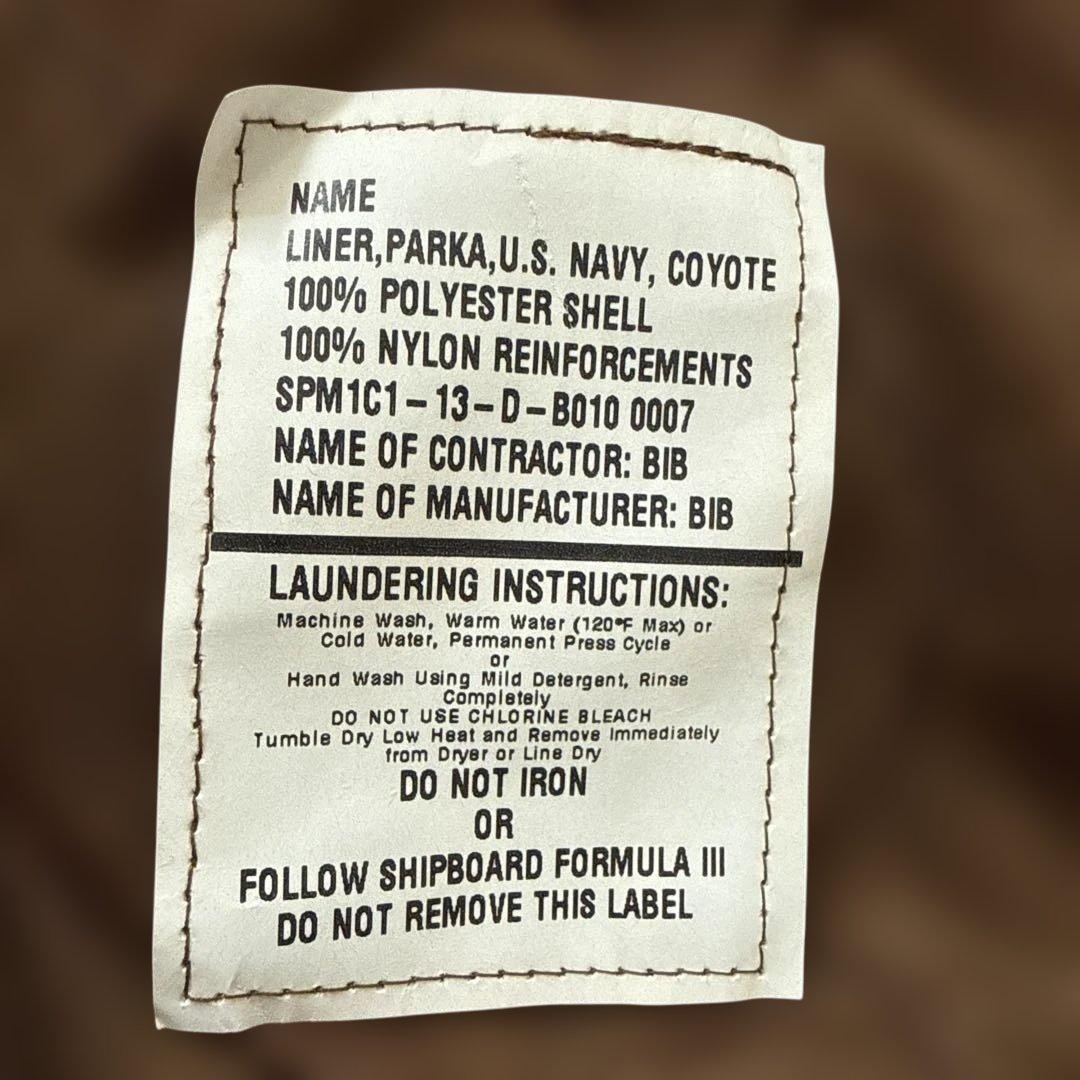 NAME
LINER,PARKA,U.S. NAVY, COYOTE
100% POLYESTER SHELL
100% NYLON REINFORCEMENTS
SPM1C1-13-D-B010 0007
NAME OF CONTRACTOR: BIB
NAME OF MANUFACTURER: BIB
LAUNDERING INSTRUCTIONS:
Machine Wash, Warm Water (120°F Max) or
Cold Water, Permanent Press Cycle
or
Hand Wash Using Mild Detergent, Rinse
Completely
DO NOT USE CHLORINE BLEACH
Tumble Dry Low Heat and Remove Immediately
from Dryer or Line Dry
DO NOT IRON
OR
FOLLOW SHIPBOARD FORMULA III
DO NOT REMOVE THIS LABEL